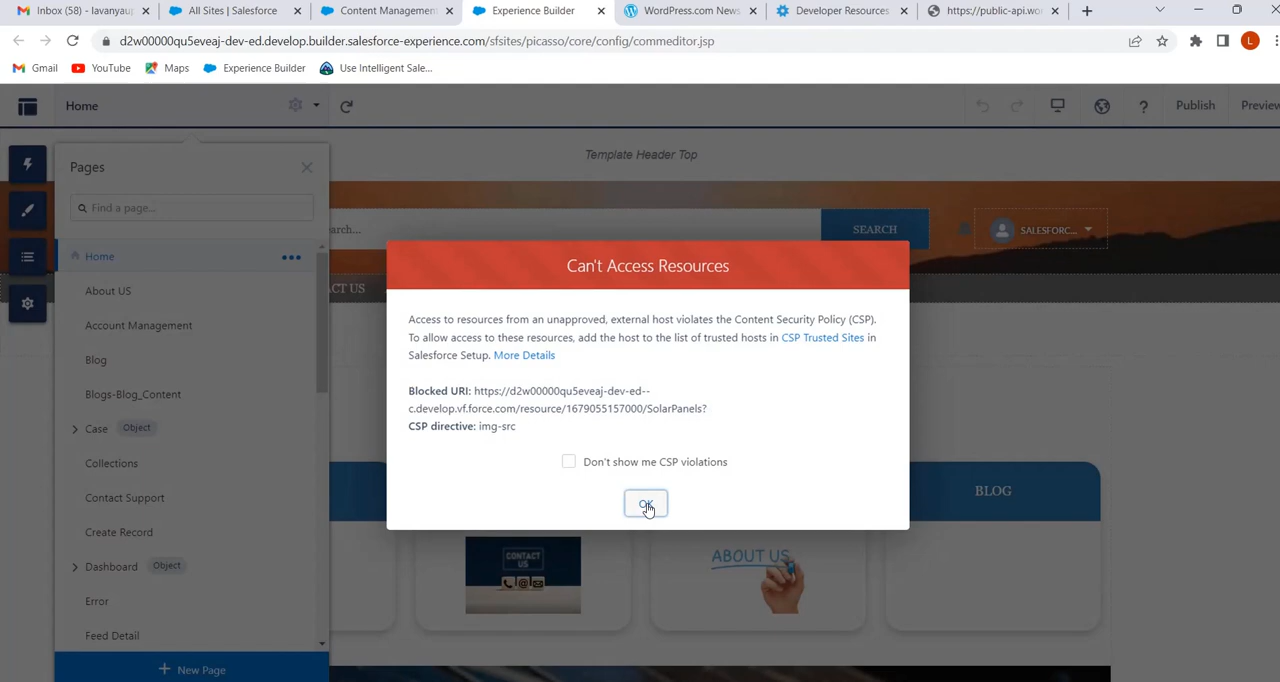 Inbox (58) - lavanyaup
All Sites | Salesforce
Content Management
Experience Builder
WordPress.com News
Developer Resources
https://public-api.wo
d2w00000qu5eveaj-dev-ed.develop.builder.salesforce-experience.com/sfsites/picasso/core/config/commeditor.jsp
L
Gmail
YouTube
Maps
Experience Builder
Use Intelligent Sale...
Home
?
Publish
Preview
Template Header Top
Pages
Find a page...
earch...
SEARCH
SALESFORC...
Home
ACT US
About US
Account Management
Blog
Blogs-Blog_Content
Case
Object
Collections
Contact Support
Create Record
Dashboard
Object
Error
Feed Detail
New Page
Can't Access Resources
Access to resources from an unapproved, external host violates the Content Security Policy (CSP).
To allow access to these resources, add the host to the list of trusted hosts in CSP Trusted Sites in
Salesforce Setup. More Details
Blocked URI: https://d2w00000qu5eveaj-dev-ed--
c.develop.vf.force.com/resource/1679055157000/SolarPanels?
CSP directive: img-src
Don't show me CSP violations
OK
BLOG
CONTACT
US
ABOUT US